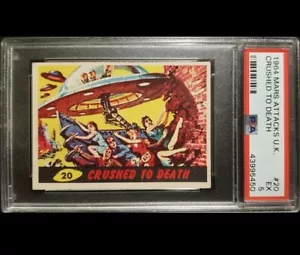 1964 MARS ATTACKS U.K.
CRUSHED TO DEATH
#20
EX
5
PSA
43995450
20
CRUSHED TO DEATH